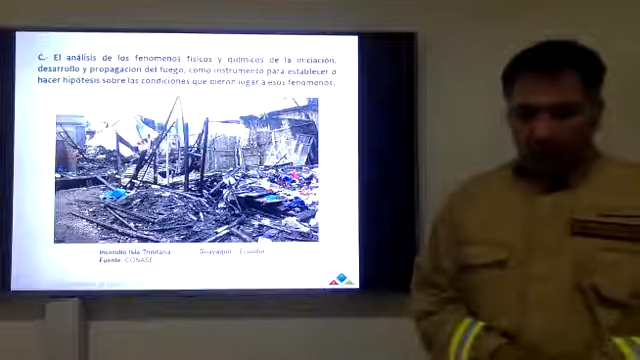 C.- El análisis de los fenómenos físicos y químicos de la iniciación,
desarrollo y propagación del fuego, como instrumento para establecer o
hacer hipótesis sobre las condiciones que dieron lugar a esos fenómenos.
Incendio Isla Trinitaria Guayaquil Ecuador
Fuente: CONASE